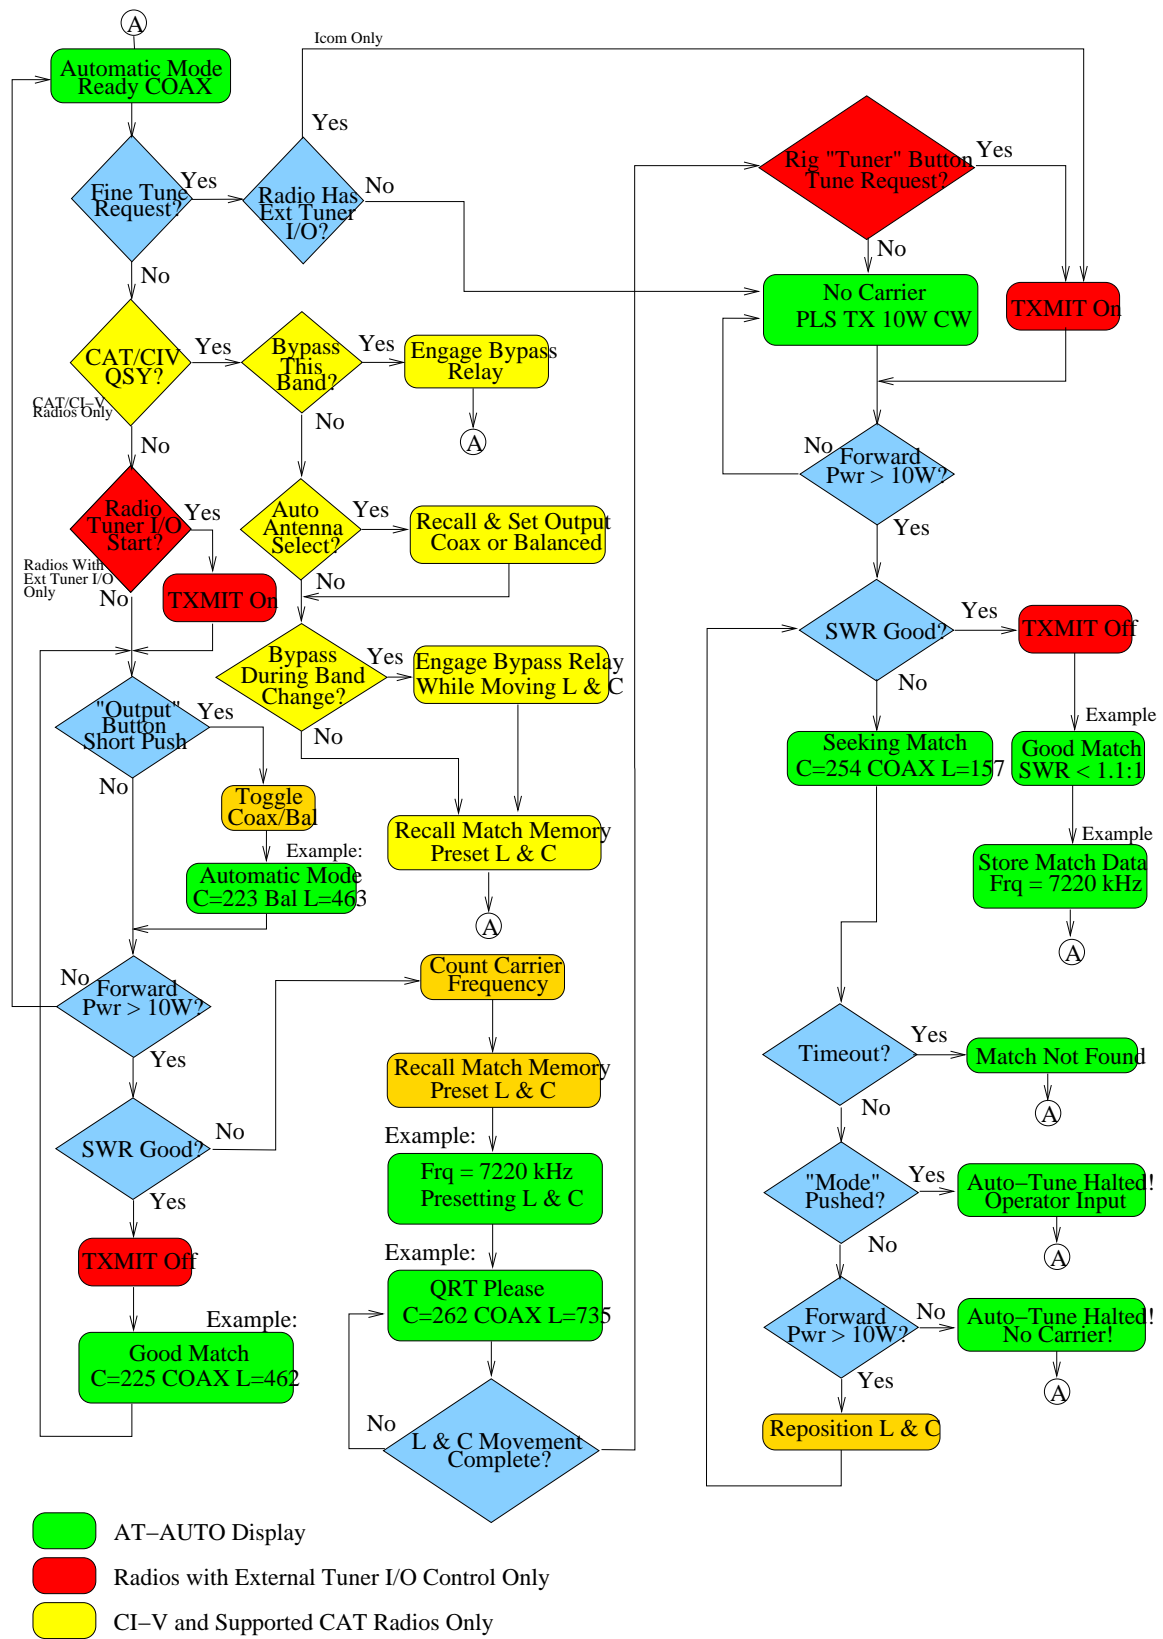 A
Icom Only
Automatic Mode
Ready COAX
Yes
Fine Tune
Request?
Yes
Radio Has
Ext Tuner
I/O?
No
Rig "Tuner" Button
Tune Request?
Yes
No
No
No Carrier
PLS TX 10W CW
TXMIT On
CAT/CIV
QSY?
Yes
CAT/CI-V
Radios Only
Bypass
This
Band?
Yes
Engage Bypass
Relay
A
No
No
No
Forward
Pwr > 10W?
Yes
Radio
Tuner I/O
Start?
Yes
Radios With
Ext Tuner I/O
Only
No
TXMIT On
Auto
Antenna
Select?
Yes
Recall & Set Output
Coax or Balanced
No
SWR Good?
Yes
TXMIT Off
No
Bypass
During Band
Change?
Yes
Engage Bypass Relay
While Moving L & C
No
"Output"
Button
Short Push
Yes
No
Example
Seeking Match
C=254 COAX L=157
Good Match
SWR < 1.1:1
Toggle
Coax/Bal
Example:
Automatic Mode
C=223 Bal L=463
Recall Match Memory
Preset L & C
A
Example
Store Match Data
Frq = 7220 kHz
A
No
Forward
Pwr > 10W?
Yes
Count Carrier
Frequency
Recall Match Memory
Preset L & C
Timeout?
Yes
Match Not Found
A
No
SWR Good?
No
Yes
Example:
Frq = 7220 kHz
Presetting L & C
"Mode"
Pushed?
Yes
Auto-Tune Halted!
Operator Input
A
No
TXMIT Off
Example:
QRT Please
C=262 COAX L=735
Forward
Pwr > 10W?
No
Auto-Tune Halted!
No Carrier!
A
Yes
Example:
Good Match
C=225 COAX L=462
No
L & C Movement
Complete?
Reposition L & C
AT-AUTO Display
Radios with External Tuner I/O Control Only
CI-V and Supported CAT Radios Only